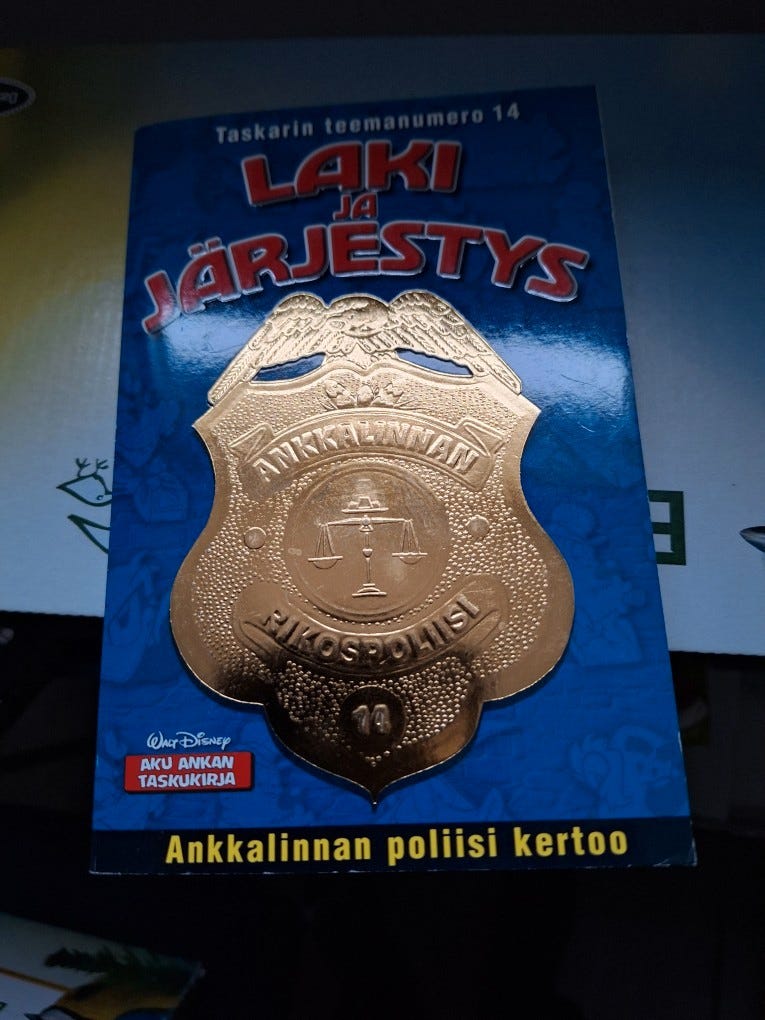 Taskarin teemanumero 14
LAKI
JA
JÄRJESTYS
ANKKALINNAN
RIKOSPOLIISI
14
WALT DISNEY
AKU ANKAN
TASKUKIRJA
Ankkalinnan poliisi kertoo
E